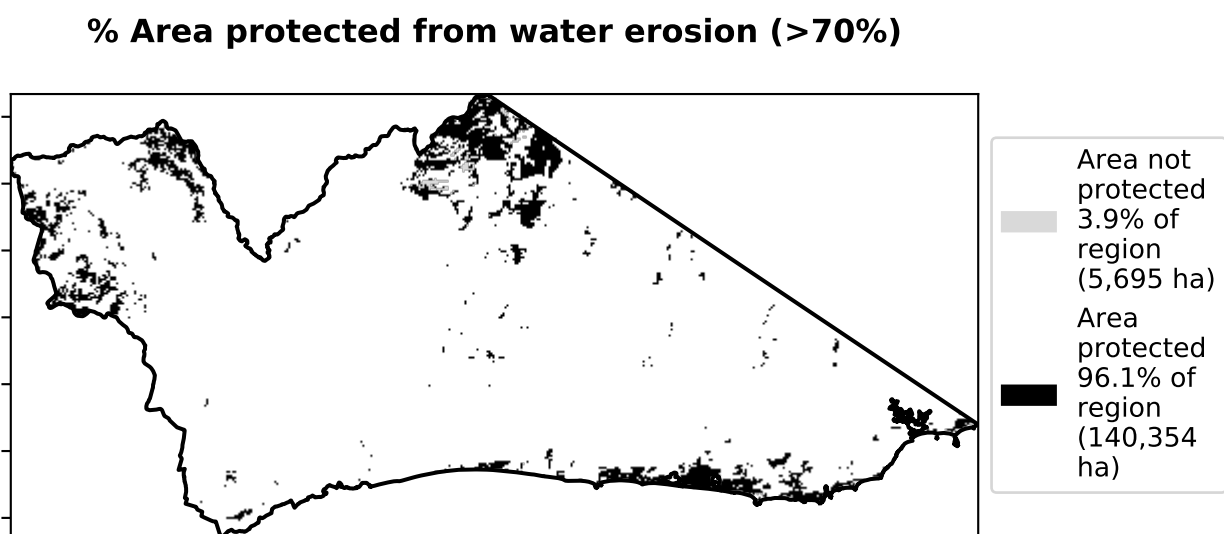 % Area protected from water erosion (>70%)
Area not
protected
3.9% of
region
(5,695 ha)
Area
protected
96.1% of
region
(140,354
ha)